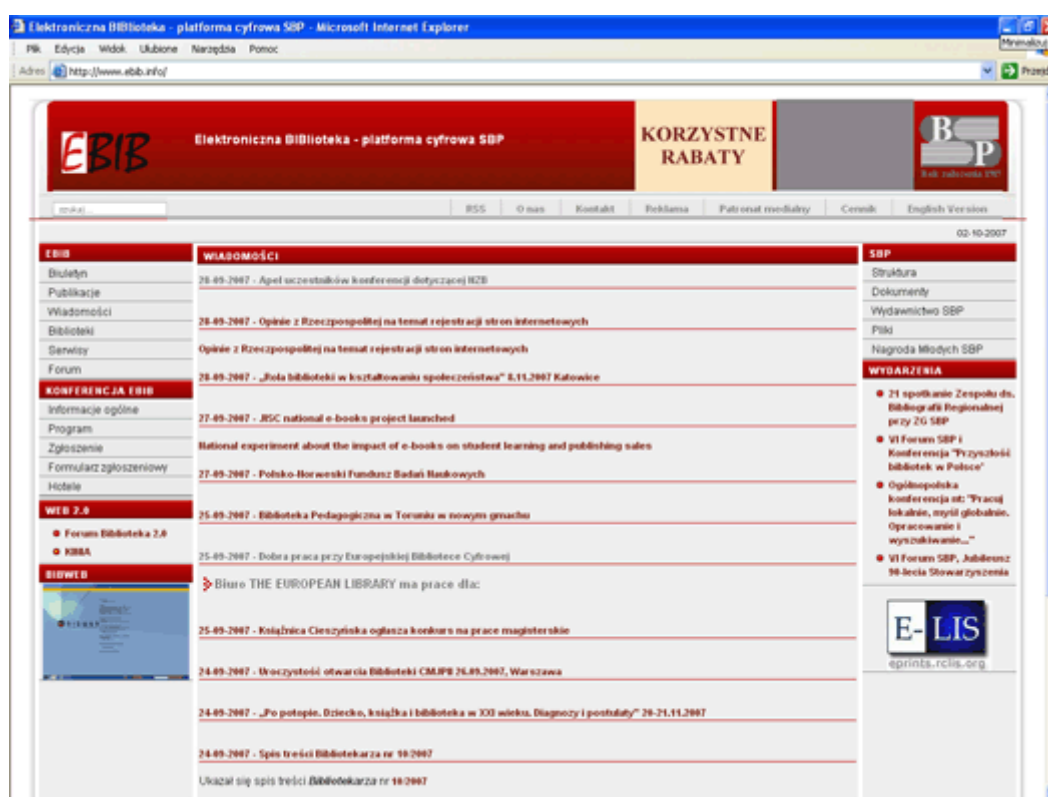 Elektroniczna BIBlioteka - platforma cyfrowa SBP - Microsoft Internet Explorer
Plik Edycja Widok Ulubione Narzędzia Pomoc
Adres http://www.ebib.info/
EBIB
Elektroniczna BIBlioteka - platforma cyfrowa SBP
KORZYSTNE
RABATY
szukaj...
RSS O nas Kontakt Reklama Patronat medialny Cennik English Version
02-10-2007
EBIB
Biuletyn
Publikacje
Wiadomości
Biblioteki
Serwisy
Forum
KONFERENCJA EBIB
Informacje ogólne
Program
Zgłoszenie
Formularz zgłoszeniowy
Hotele
WEB 2.0
Forum Biblioteka 2.0
BIBWEB
WIADOMOŚCI
28-09-2007 - Apel uczestników konferencji dotyczącej NZB
28-09-2007 - Opinie z Rzeczpospolitej na temat rejestracji stron internetowych
Opinie z Rzeczpospolitej na temat rejestracji stron internetowych
28-09-2007 - „Rola biblioteki w kształtowaniu społeczeństwa" 8.11.2007 Katowice
27-09-2007 - JISC national e-books project launched
National experiment about the impact of e-books on student learning and publishing sales
27-09-2007 - Polsko-Norweski Fundusz Badań Naukowych
25-09-2007 - Biblioteka Pedagogiczna w Toruniu w nowym gmachu
25-09-2007 - Dobra praca przy Europejskiej Bibliotece Cyfrowej
Biuro THE EUROPEAN LIBRARY ma prace dla:
25-09-2007 - Książnica Cieszyńska ogłasza konkurs na prace magisterskie
24-09-2007 - Uroczystość otwarcia Biblioteki CMJPII 26.09.2007, Warszawa
24-09-2007 - „Po potopie. Dziecko, książka i biblioteka w XXI wieku. Diagnozy i postulaty" 20-21.11.2007
24-09-2007 - Spis treści Bibliotekarza nr 10/2007
Ukazał się spis treści Bibliotekarza nr 10/2007
SBP
Struktura
Dokumenty
Wydawnictwo SBP
Pliki
Nagroda Młodych SBP
WYDARZENIA
21 spotkanie Zespołu ds.
Bibliografii Regionalnej
przy ZG SBP
VI Forum SBP i
Konferencja "Przyszłość
bibliotek w Polsce"
Ogólnopolska
konferencja nt: "Pracuj
lokalnie, myśl globalnie.
Opracowanie i
wyszukiwanie..."
VI Forum SBP, Jubileusz
90-lecia Stowarzyszenia
E-LIS
eprints.rclis.org